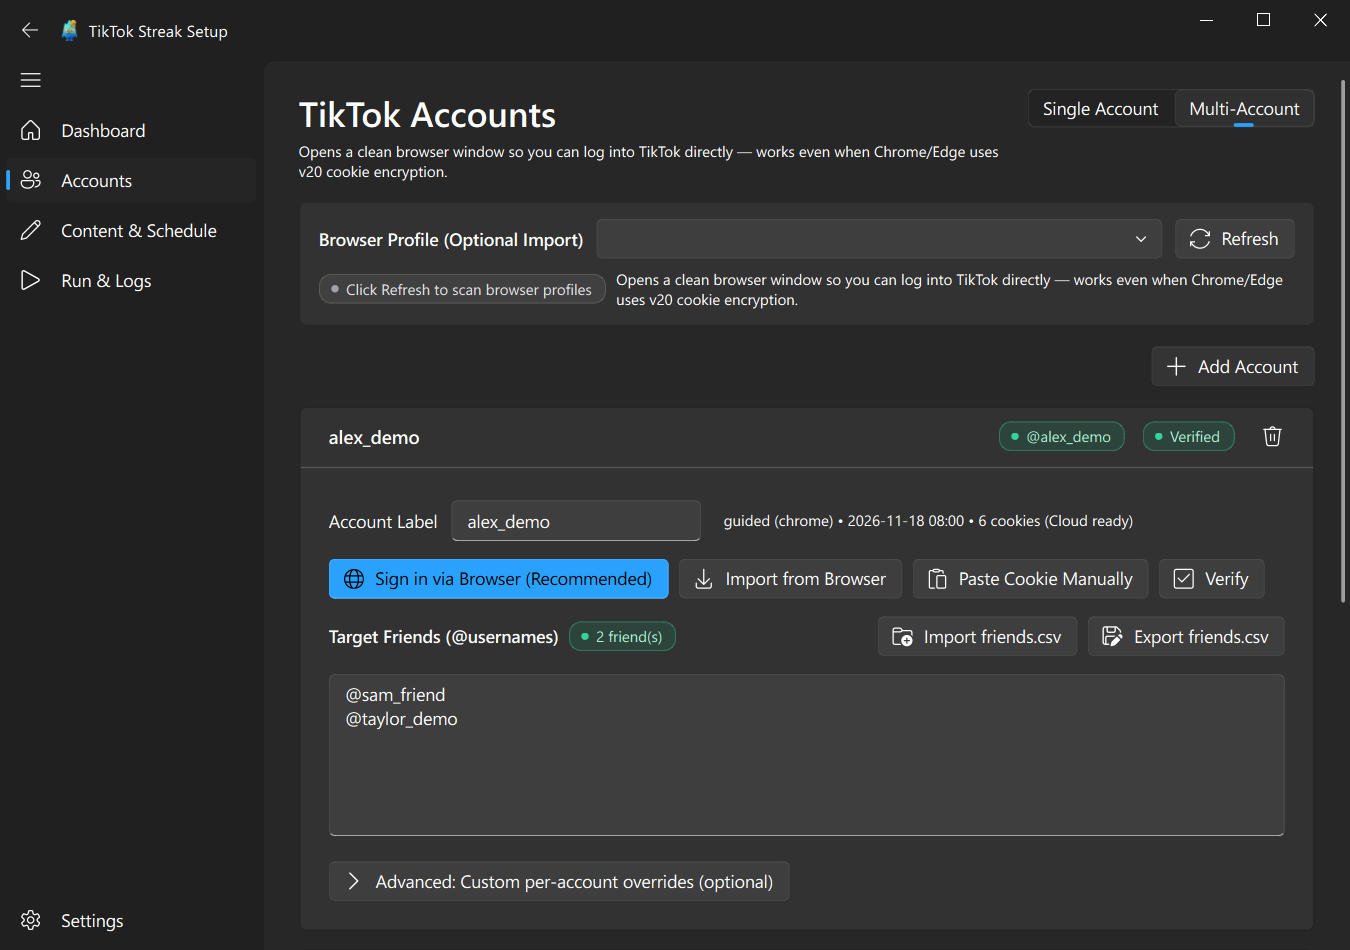 TikTok Streak Setup
Dashboard
Accounts
Content & Schedule
Run & Logs
Settings
TikTok Accounts
Single Account
Multi-Account
Opens a clean browser window so you can log into TikTok directly — works even when Chrome/Edge uses
v20 cookie encryption.
Browser Profile (Optional Import)
Refresh
Click Refresh to scan browser profiles
Opens a clean browser window so you can log into TikTok directly — works even when Chrome/Edge
uses v20 cookie encryption.
Add Account
alex_demo
@alex_demo
Verified
Account Label
alex_demo
guided (chrome) • 2026-11-18 08:00 • 6 cookies (Cloud ready)
Sign in via Browser (Recommended)
Import from Browser
Paste Cookie Manually
Verify
Target Friends (@usernames)
2 friend(s)
Import friends.csv
Export friends.csv
@sam_friend
@taylor_demo
Advanced: Custom per-account overrides (optional)